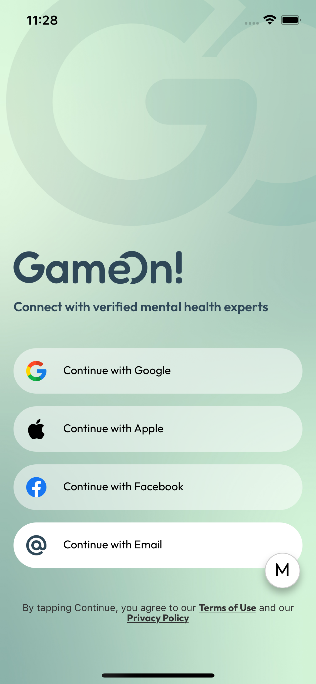 11:28
GameOn!
Connect with verified mental health experts
Continue with Google
Continue with Apple
Continue with Facebook
Continue with Email
M
By tapping Continue, you agree to our Terms of Use and our
Privacy Policy